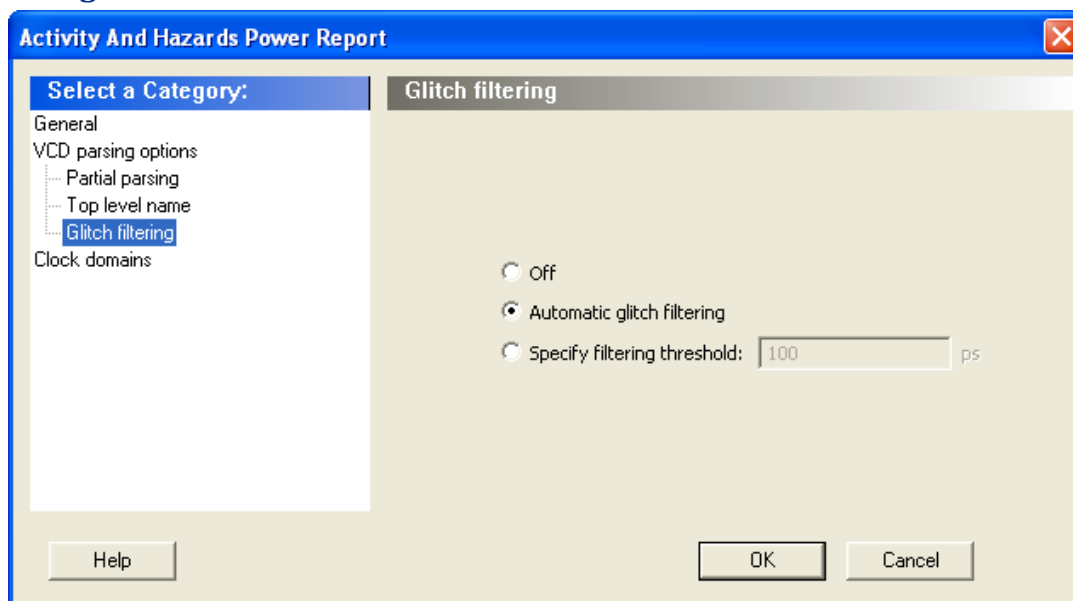 Activity And Hazards Power Report
Select a Category:
General
VCD parsing options
Partial parsing
Top level name
Glitch filtering
Clock domains
Glitch filtering
Off
Automatic glitch filtering
Specify filtering threshold: 100 ps
Help
OK
Cancel